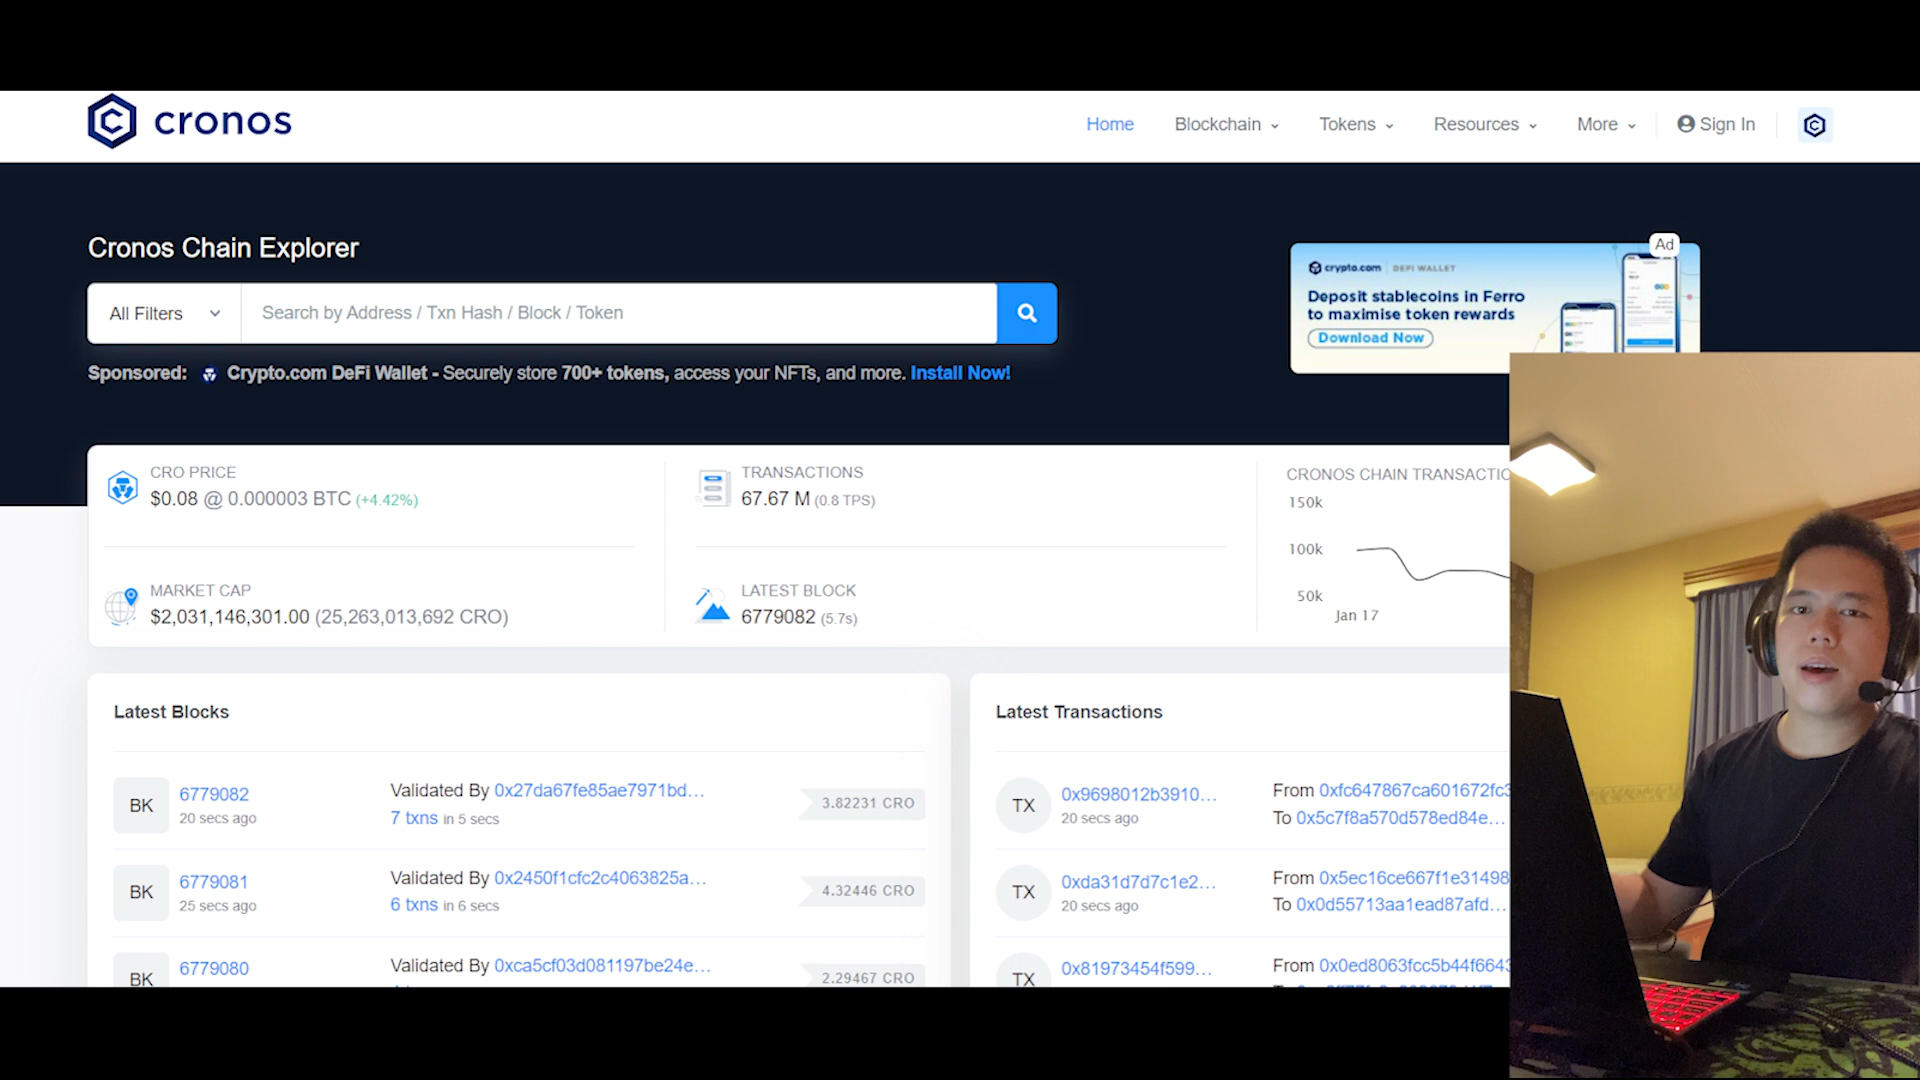 cronos
Home Blockchain Tokens Resources More Sign In
Cronos Chain Explorer
All Filters Search by Address / Txn Hash / Block / Token
Sponsored: Crypto.com DeFi Wallet - Securely store 700+ tokens, access your NFTs, and more. Install Now!
Ad
crypto.com DEFI WALLET
Deposit stablecoins in Ferro
to maximise token rewards
Download Now
CRO PRICE
$0.08 @ 0.000003 BTC (+4.42%)
MARKET CAP
$2,031,146,301.00 (25,263,013,692 CRO)
TRANSACTIONS
67.67 M (0.8 TPS)
LATEST BLOCK
6779082 (5.7s)
CRONOS CHAIN TRANSACTIO
150k
100k
50k
Jan 17
Latest Blocks
BK
6779082
20 secs ago
Validated By 0x27da67fe85ae7971bd...
7 txns in 5 secs
3.82231 CRO
BK
6779081
25 secs ago
Validated By 0x2450f1cfc2c4063825a...
6 txns in 6 secs
4.32446 CRO
BK
6779080
Validated By 0xca5cf03d081197be24e...
2.29467 CRO
Latest Transactions
TX
0x9698012b3910...
20 secs ago
From 0xfc647867ca601672fc3
To 0x5c7f8a570d578ed84e...
TX
0xda31d7d7c1e2...
20 secs ago
From 0x5ec16ce667f1e31498
To 0x0d55713aa1ead87afd...
TX
0x81973454f599...
From 0x0ed8063fcc5b44f6643